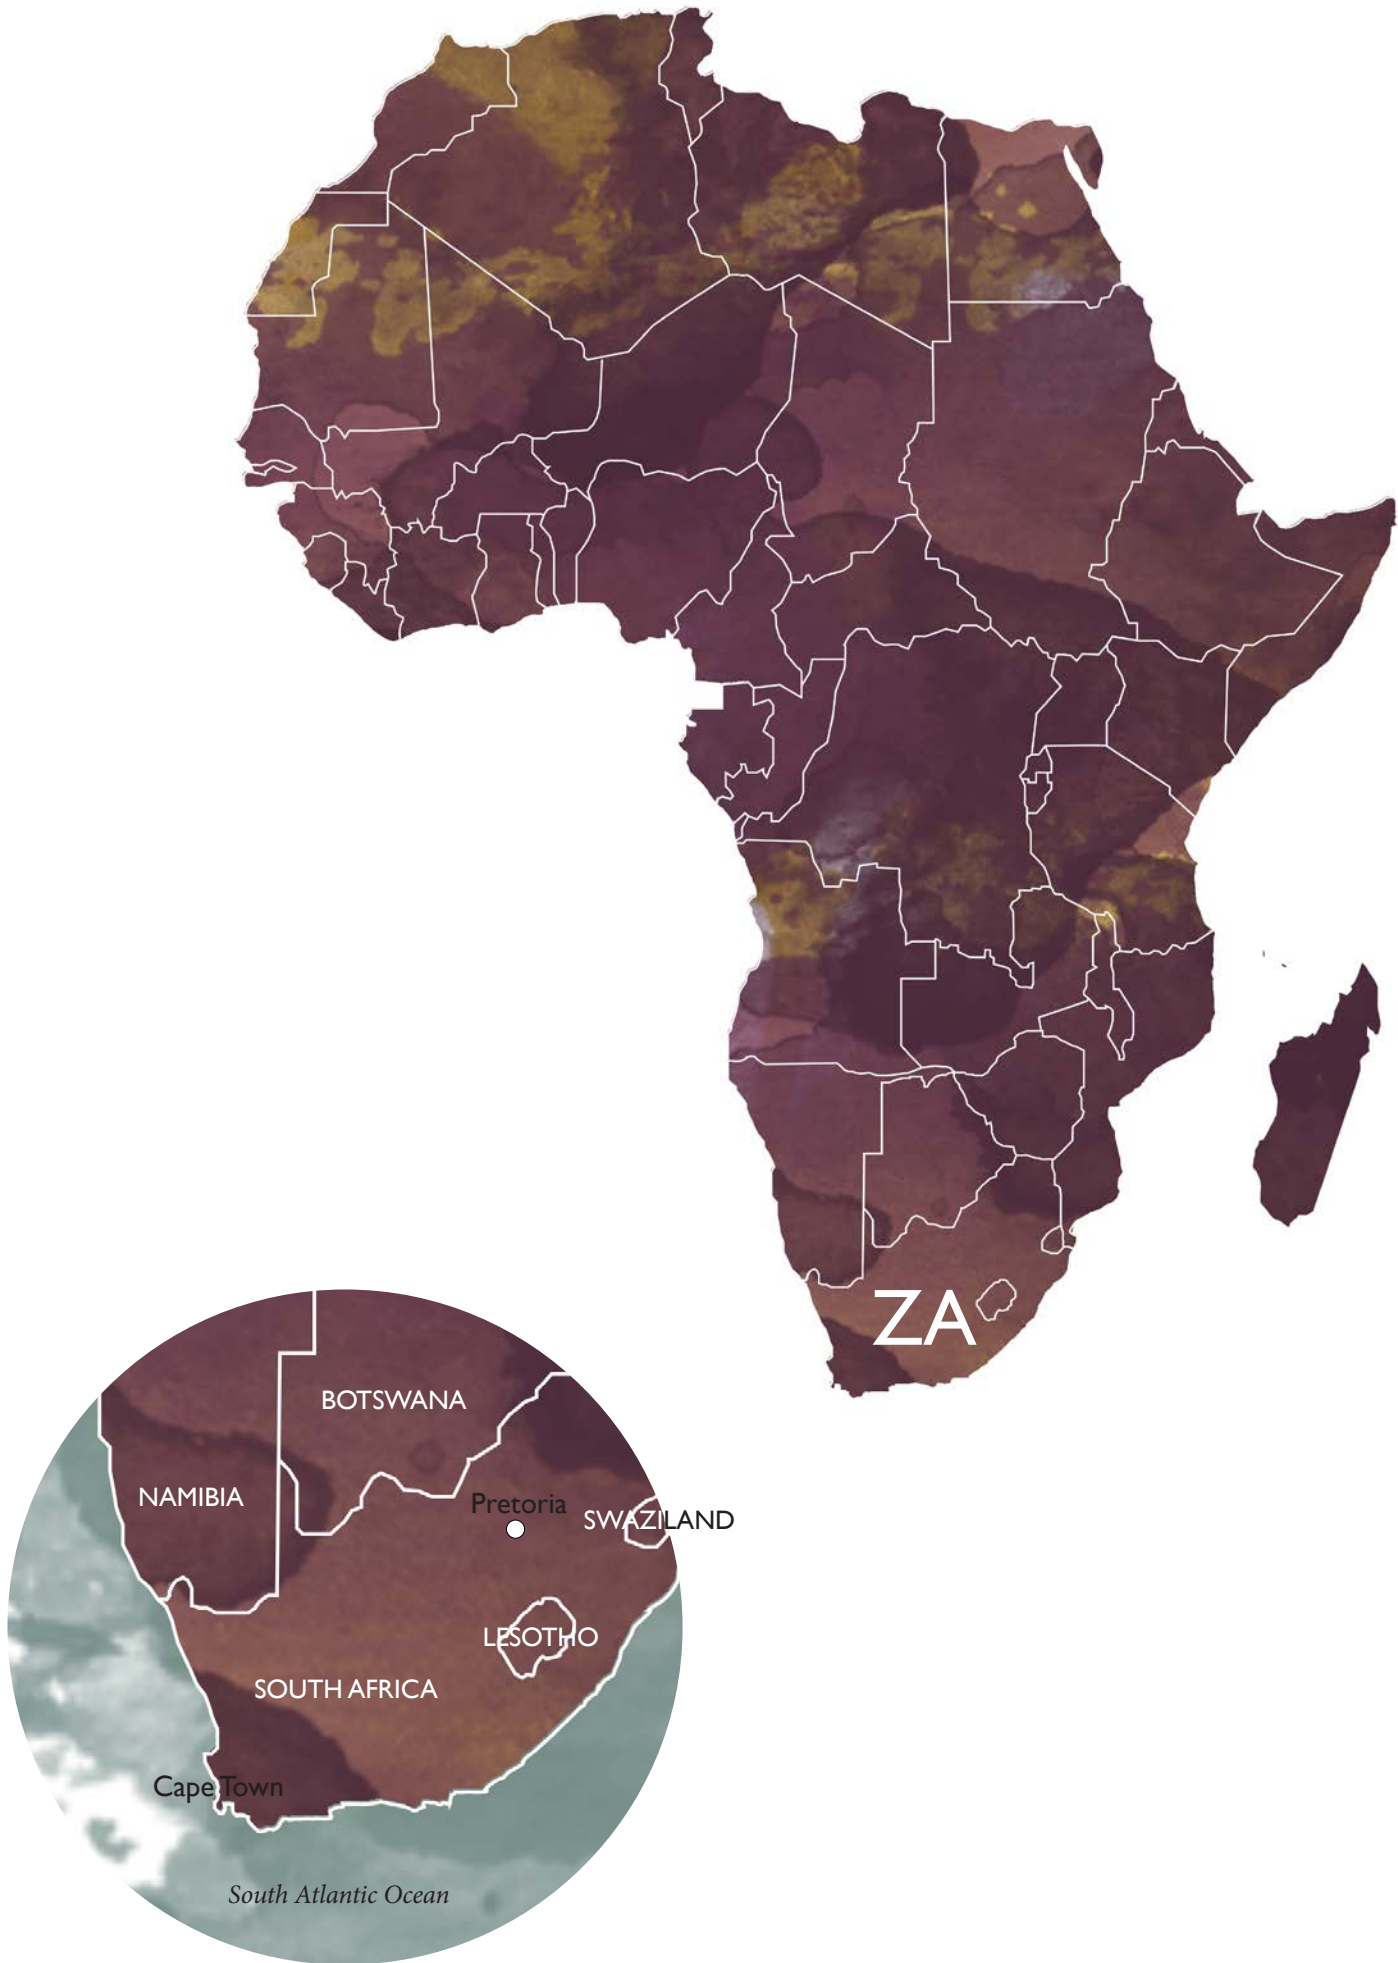 ZA
BOTSWANA
NAMIBIA
Pretoria
SWAZILAND
LESOTHO
SOUTH AFRICA
Cape Town
South Atlantic Ocean